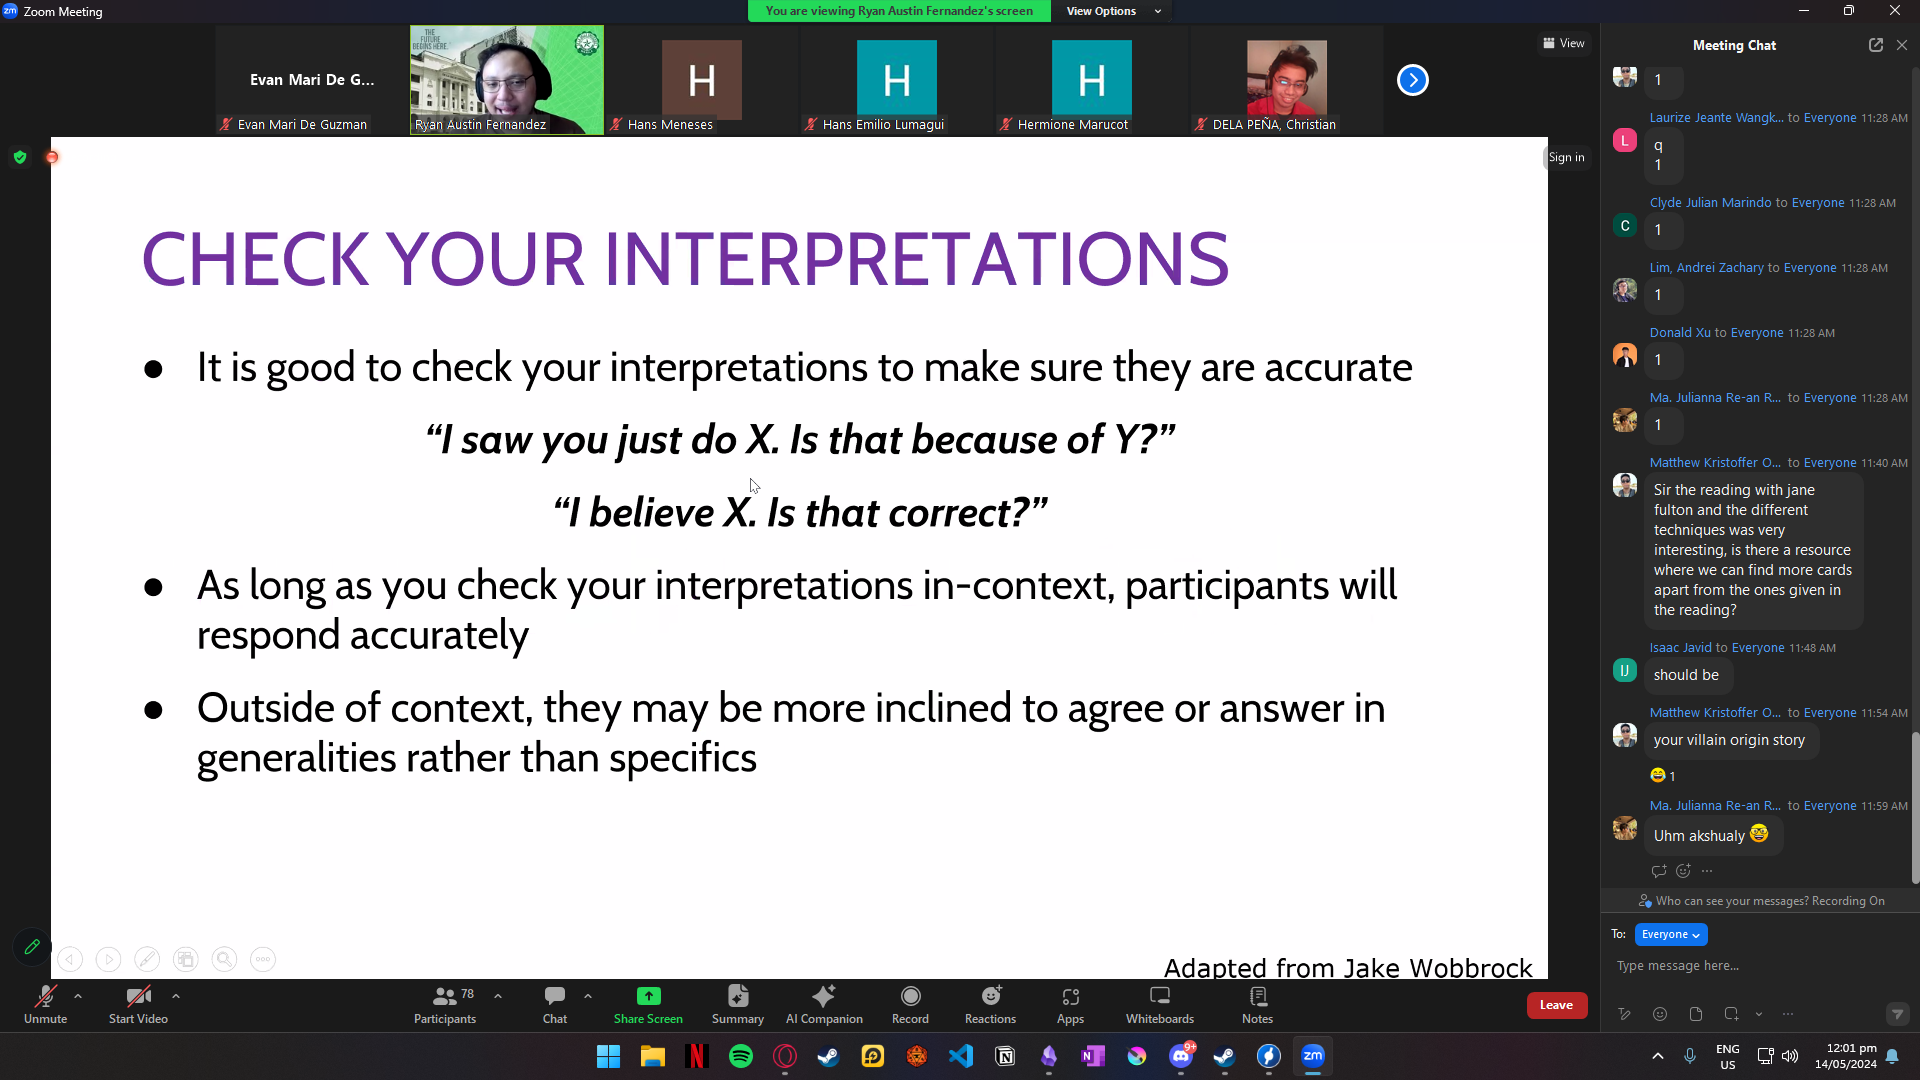 zm Zoom Meeting
You are viewing Ryan Austin Fernandez's screen
View Options
THE
FUTURE
BEGINS HERE.
Evan Mari De G...
H
H
H
Evan Mari De Guzman
Ryan Austin Fernandez
Hans Meneses
Hans Emilio Lumagui
Hermione Marucot
DELA PEÑA, Christian
View
Sign in
CHECK YOUR INTERPRETATIONS
● It is good to check your interpretations to make sure they are accurate
“I saw you just do X. Is that because of Y?”
“I believe X. Is that correct?”
● As long as you check your interpretations in-context, participants will
respond accurately
● Outside of context, they may be more inclined to agree or answer in
generalities rather than specifics
Adapted from Jake Wobbrock
Meeting Chat
1
Laurize Jeante Wangk... to Everyone 11:28 AM
L
q
1
Clyde Julian Marindo to Everyone 11:28 AM
C
1
Lim, Andrei Zachary to Everyone 11:28 AM
1
Donald Xu to Everyone 11:28 AM
1
Ma. Julianna Re-an R... to Everyone 11:28 AM
1
Matthew Kristoffer O... to Everyone 11:40 AM
Sir the reading with jane
fulton and the different
techniques was very
interesting, is there a resource
where we can find more cards
apart from the ones given in
the reading?
Isaac Javid to Everyone 11:48 AM
IJ
should be
Matthew Kristoffer O... to Everyone 11:54 AM
your villain origin story
😄 1
Ma. Julianna Re-an R... to Everyone 11:59 AM
Uhm akshualy 🤓
Who can see your messages? Recording On
To: Everyone
Type message here...
Unmute
Start Video
78
Participants
Chat
Share Screen
Summary
AI Companion
Record
Reactions
Apps
Whiteboards
Notes
Leave
N
9+
zm
ENG
US
12:01 pm
14/05/2024